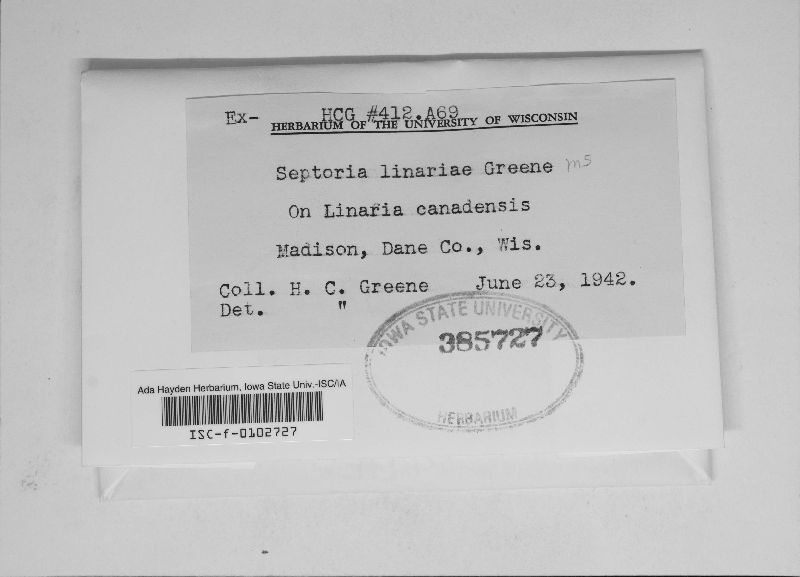 Ex- HCG #412.A69
HERBARIUM OF THE UNIVERSITY OF WISCONSIN
Septoria linariae Greene ms
On Linaria canadensis
Madison, Dane Co., Wis.
Coll. H. C. Greene June 23, 1942.
Det. "
IOWA STATE UNIVERSITY
385727
HERBARIUM
Ada Hayden Herbarium, Iowa State Univ.-ISC/IA
ISC-f-0102727